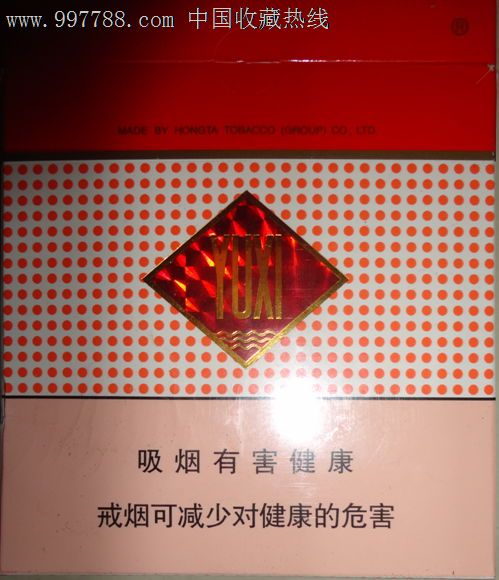 www.997788.com 中国收藏热线
®
MADE BY HONGTA TOBACCO (GROUP) CO., LTD.
YUXI
吸烟有害健康
戒烟可减少对健康的危害